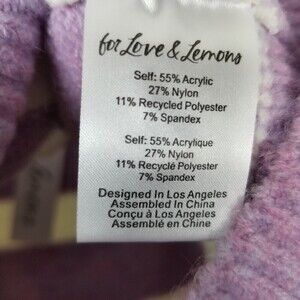 for Love & Lemons
Self: 55% Acrylic
27% Nylon
11% Recycled Polyester
7% Spandex
Self: 55% Acrylique
27% Nylon
11% Recyclé Polyester
7% Spandex
Designed In Los Angeles
Assembled In China
Conçu à Los Angeles
Assemblé en Chine